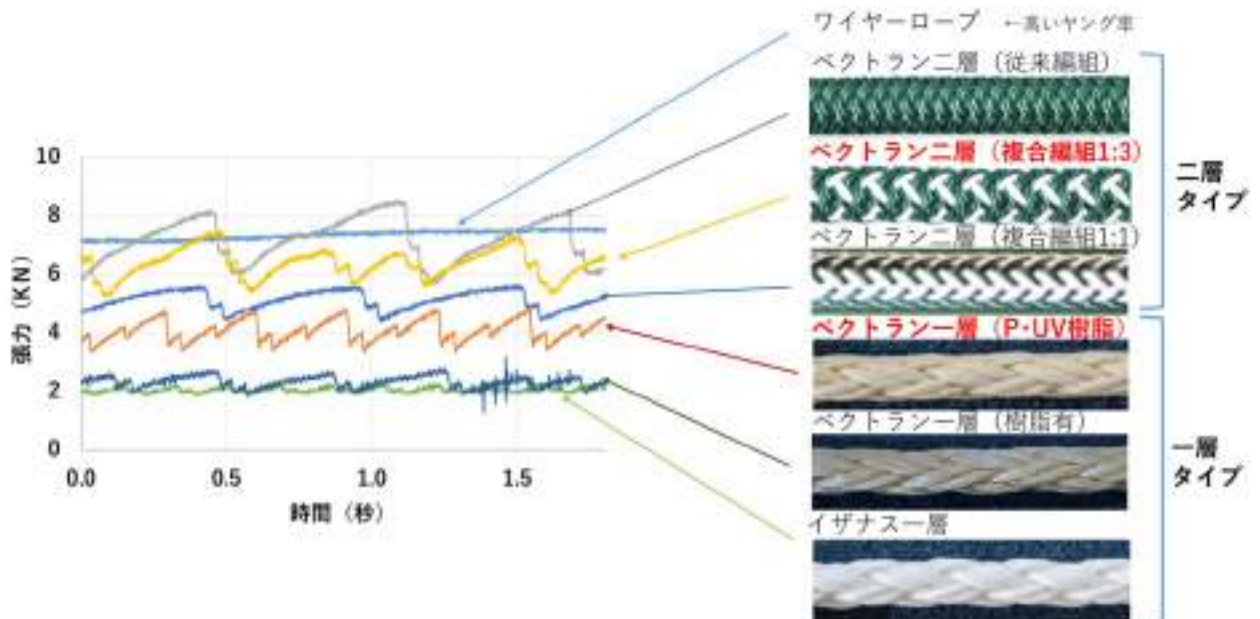 ワイヤーロープ ←高いヤング率
ベクトラン二層（従来編組）
ベクトラン二層（複合編組1:3）
ベクトラン二層（複合編組1:1）
二層
タイプ
ベクトラン一層（P・UV樹脂）
ベクトラン一層（樹脂有）
イザナス一層
一層
タイプ
張力（KN）
10
8
6
4
2
0
0.0 0.5 1.0 1.5
時間（秒）